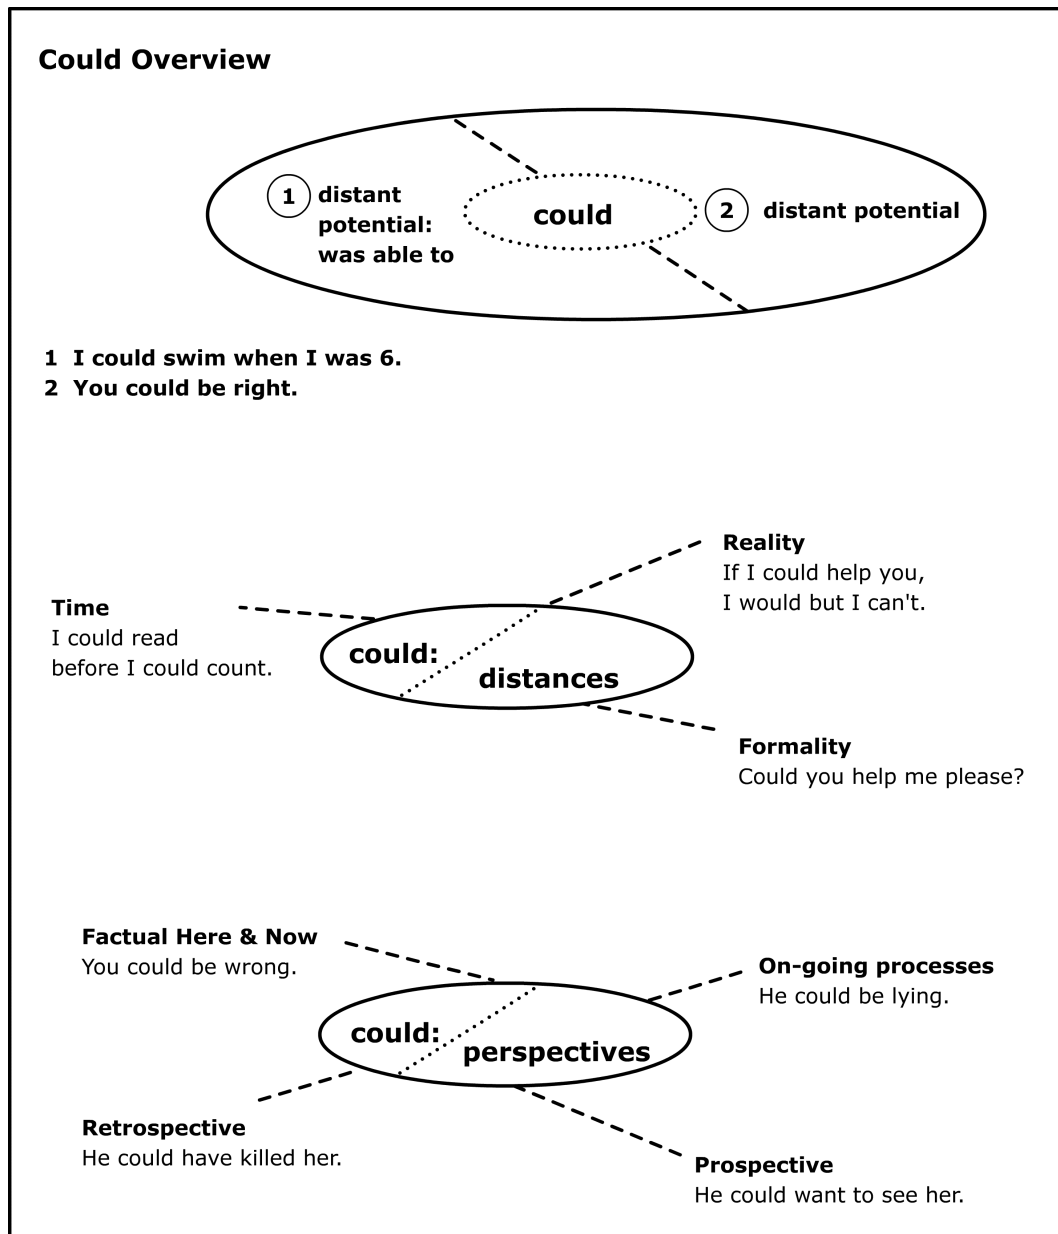 Could Overview
1 distant
potential:
was able to
could
2 distant potential
1 I could swim when I was 6.
2 You could be right.
Reality
If I could help you,
I would but I can't.
Time
I could read
before I could count.
could:
distances
Formality
Could you help me please?
Factual Here & Now
You could be wrong.
On-going processes
He could be lying.
could:
perspectives
Retrospective
He could have killed her.
Prospective
He could want to see her.